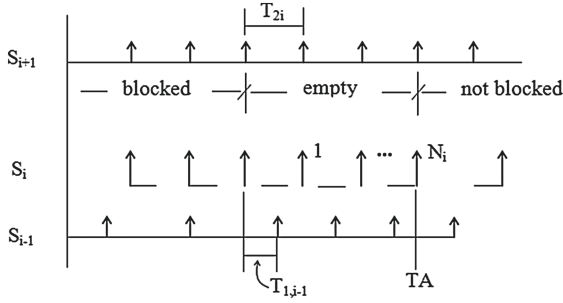 T2i
Si+1
blocked
empty
not blocked
Si
1
...
Ni
Si-1
T1,i-1
TA